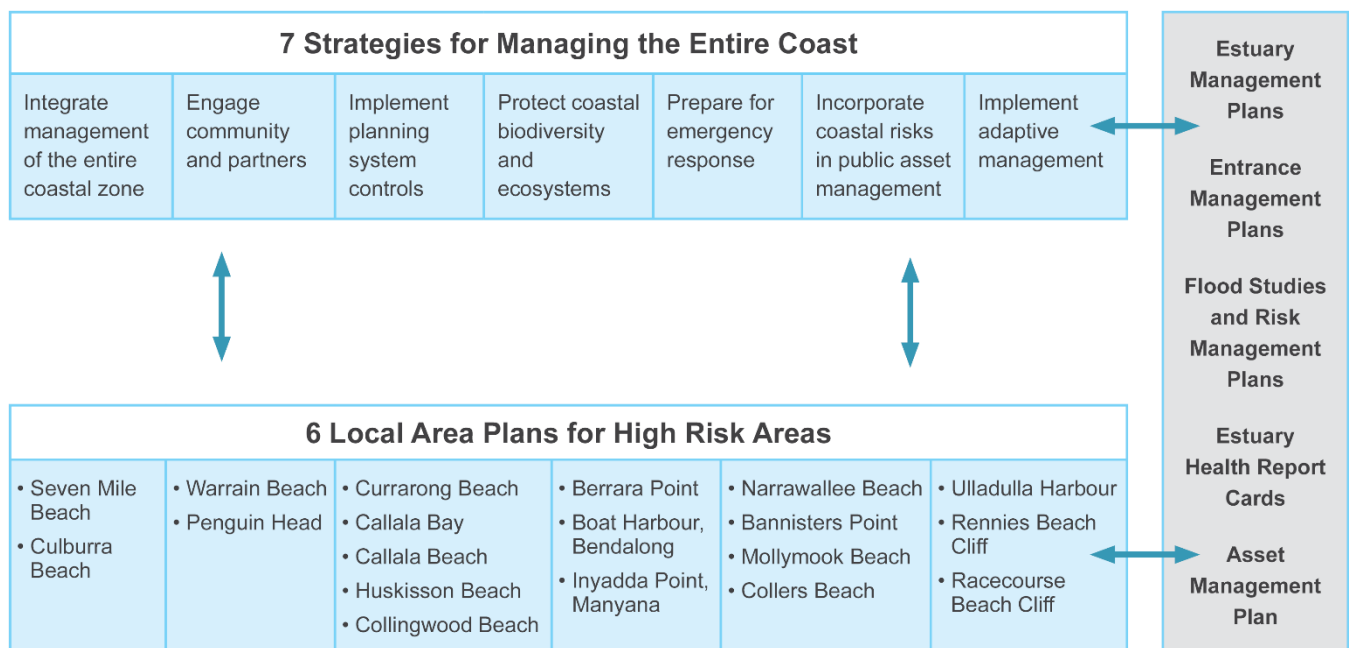 7 Strategies for Managing the Entire Coast
Integrate
management
of the entire
coastal zone
Engage
community
and partners
Implement
planning
system
controls
Protect coastal
biodiversity
and
ecosystems
Prepare for
emergency
response
Incorporate
coastal risks
in public asset
management
Implement
adaptive
management
6 Local Area Plans for High Risk Areas
• Seven Mile
Beach
• Culburra
Beach
• Warrain Beach
• Penguin Head
• Currarong Beach
• Callala Bay
• Callala Beach
• Huskisson Beach
• Collingwood Beach
• Berrara Point
• Boat Harbour,
Bendalong
• Inyadda Point,
Manyana
• Narrawallee Beach
• Bannisters Point
• Mollymook Beach
• Collers Beach
• Ulladulla Harbour
• Rennies Beach
Cliff
• Racecourse
Beach Cliff
Estuary
Management
Plans
Entrance
Management
Plans
Flood Studies
and Risk
Management
Plans
Estuary
Health Report
Cards
Asset
Management
Plan